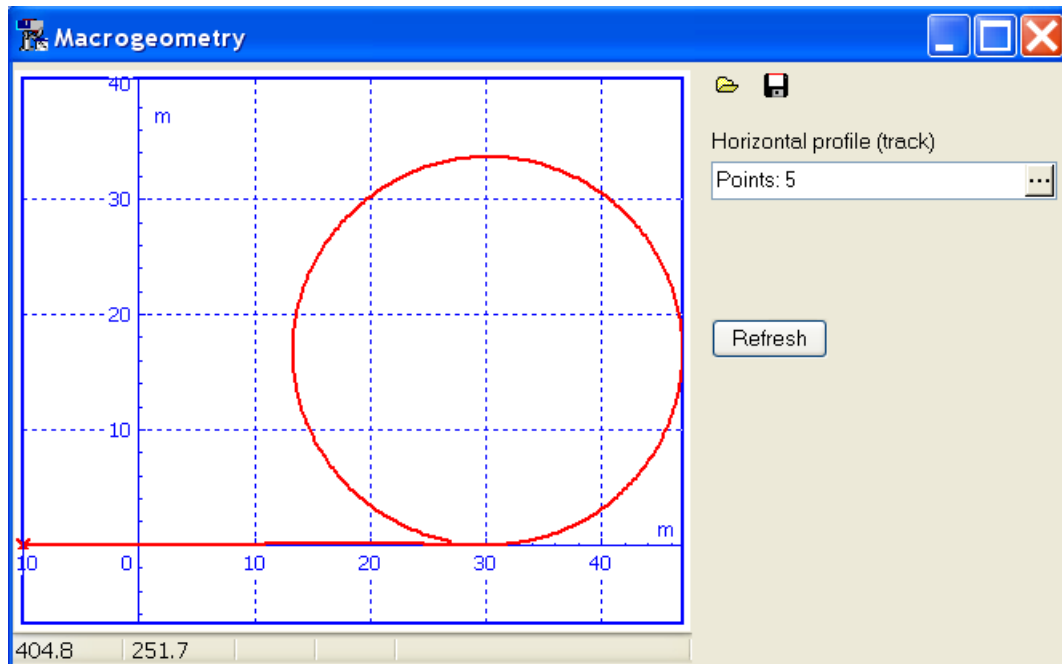 Macrogeometry
40
m
Horizontal profile (track)
Points: 5 ...
30
20
Refresh
10
m
10 0 10 20 30 40
404.8 251.7